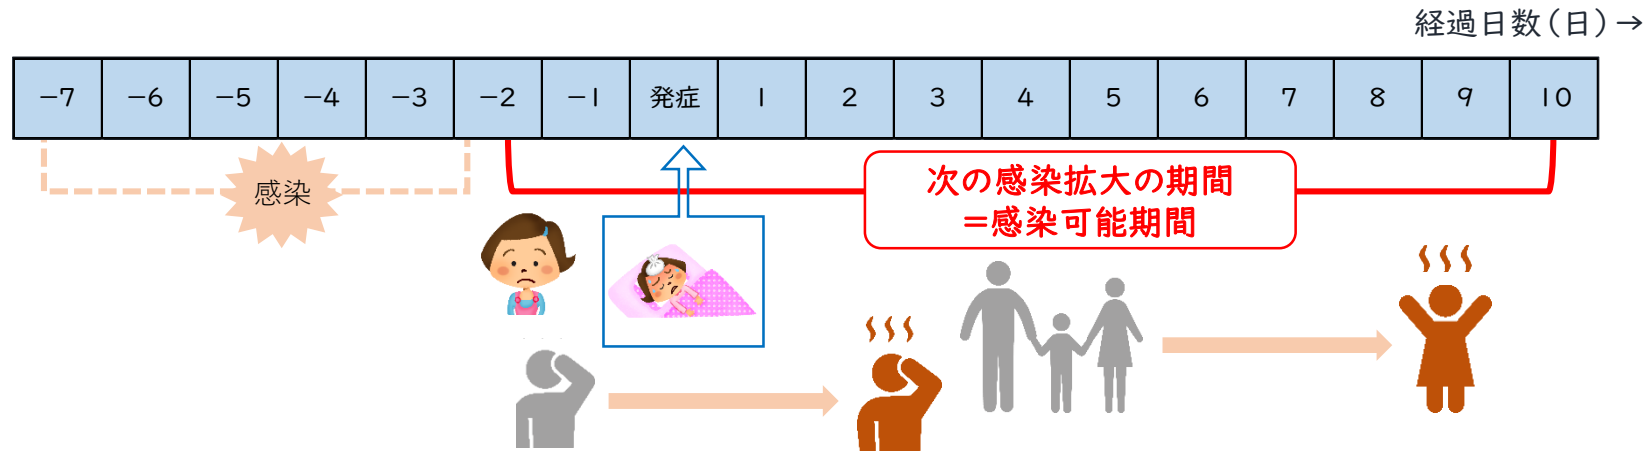 経過日数(日)→
-7 -6 -5 -4 -3 -2 -1 発症 1 2 3 4 5 6 7 8 9 10
感染
次の感染拡大の期間
=感染可能期間